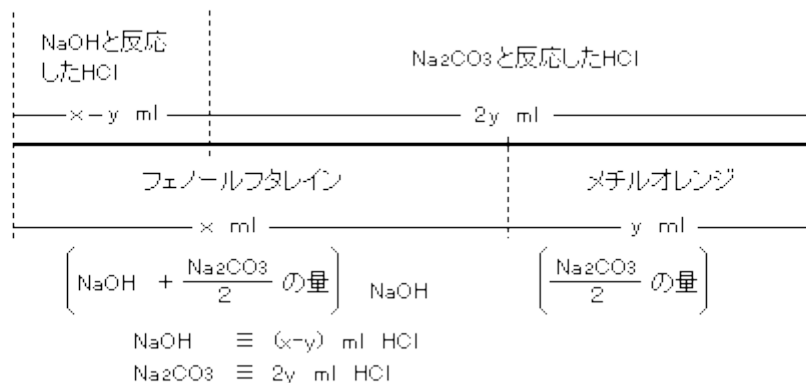 NaOHと反応
したHCl
Na2CO3と反応したHCl
x-y ml
2y ml
フェノールフタレイン
メチルオレンジ
x ml
y ml
NaOH + Na2CO3/2 の量
NaOH
Na2CO3/2 の量
NaOH ≡ (x-y) ml HCl
Na2CO3 ≡ 2y ml HCl